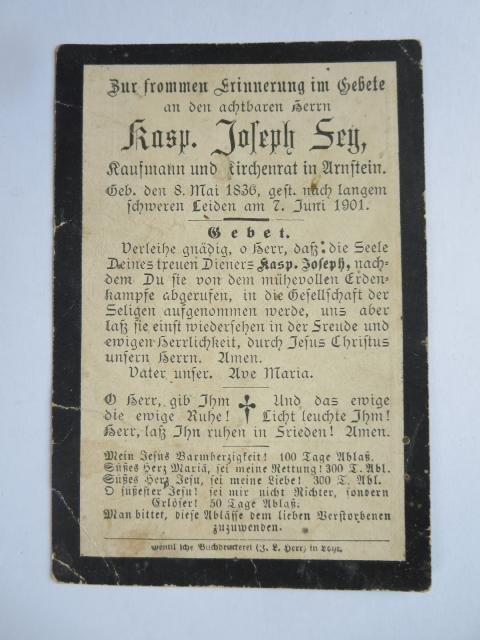 Zur frommen Erinnerung im Gebete
an den achtbaren Herrn
Kasp. Joseph Sey,
Kaufmann und Kirchenrat in Arnstein.
Geb. den 8. Mai 1836, gest. nach langem
schweren Leiden am 7. Juni 1901.
Gebet.
Verleihe gnädig, o Herr, daß die Seele
Deines treuen Dieners Kasp. Joseph, nach-
dem Du sie von dem mühevollen Erden-
kampfe abgerufen, in die Gesellschaft der
Seligen aufgenommen werde, uns aber
laß sie einst wiedersehen in der Freude und
ewigen Herrlichkeit, durch Jesus Christus
unsern Herrn. Amen.
Vater unser. Ave Maria.
O Herr, gib Ihm Und das ewige
die ewige Ruhe! Licht leuchte Ihm!
Herr, laß Ihn ruhen in Frieden! Amen.
Mein Jesus Barmherzigkeit! 100 Tage Ablaß.
Süßes Herz Mariä, sei meine Rettung! 300 T. Abl.
Süßes Herz Jesu, sei meine Liebe! 300 T. Abl.
O süßester Jesu! sei mir nicht Richter, sondern
Erlöser! 50 Tage Ablaß.
Man bittet, diese Ablässe dem lieben Verstorbenen
zuzuwenden.
Buchdruckerei (J. L. Herr) in